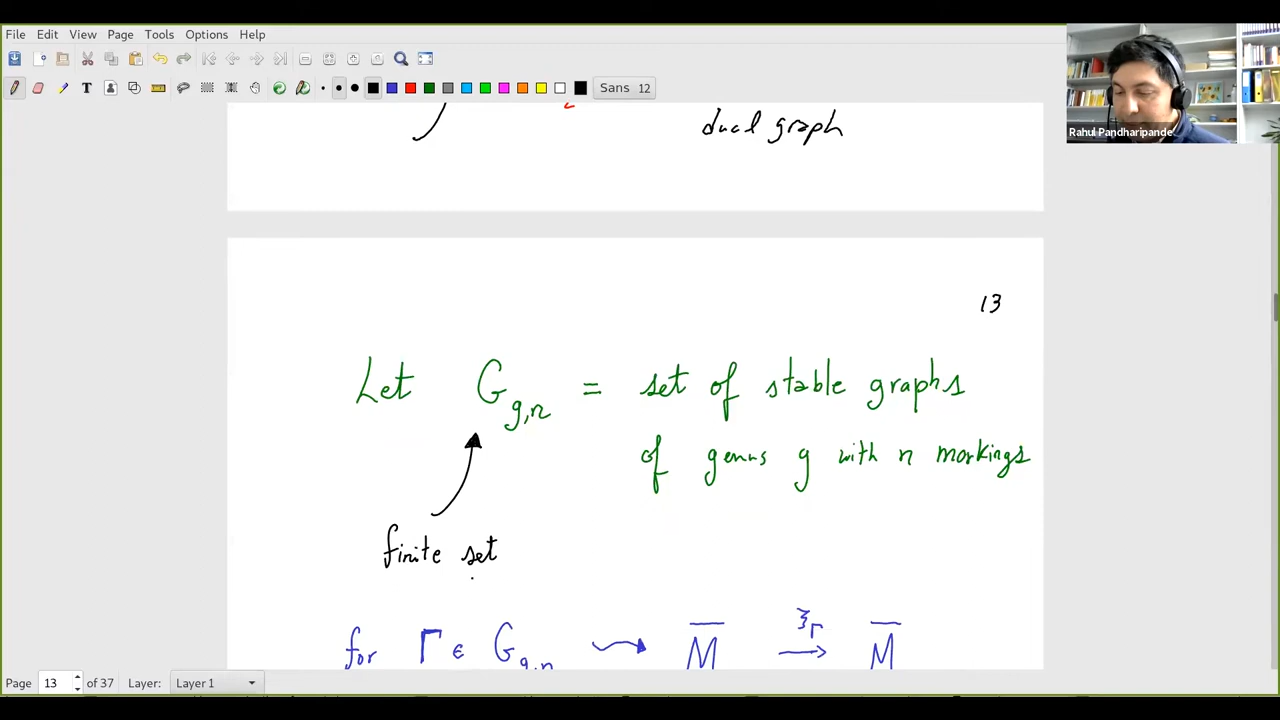 File Edit View Page Tools Options Help
Sans 12
Rahul Pandharipande
dual graph
13
Let G_{g,n} = set of stable graphs
of genus g with n markings
finite set
for Γ ∈ G_{g,n} ⇝ M̅ \xrightarrow{ξ_Γ} M̅
Page 13 of 37 Layer: Layer 1